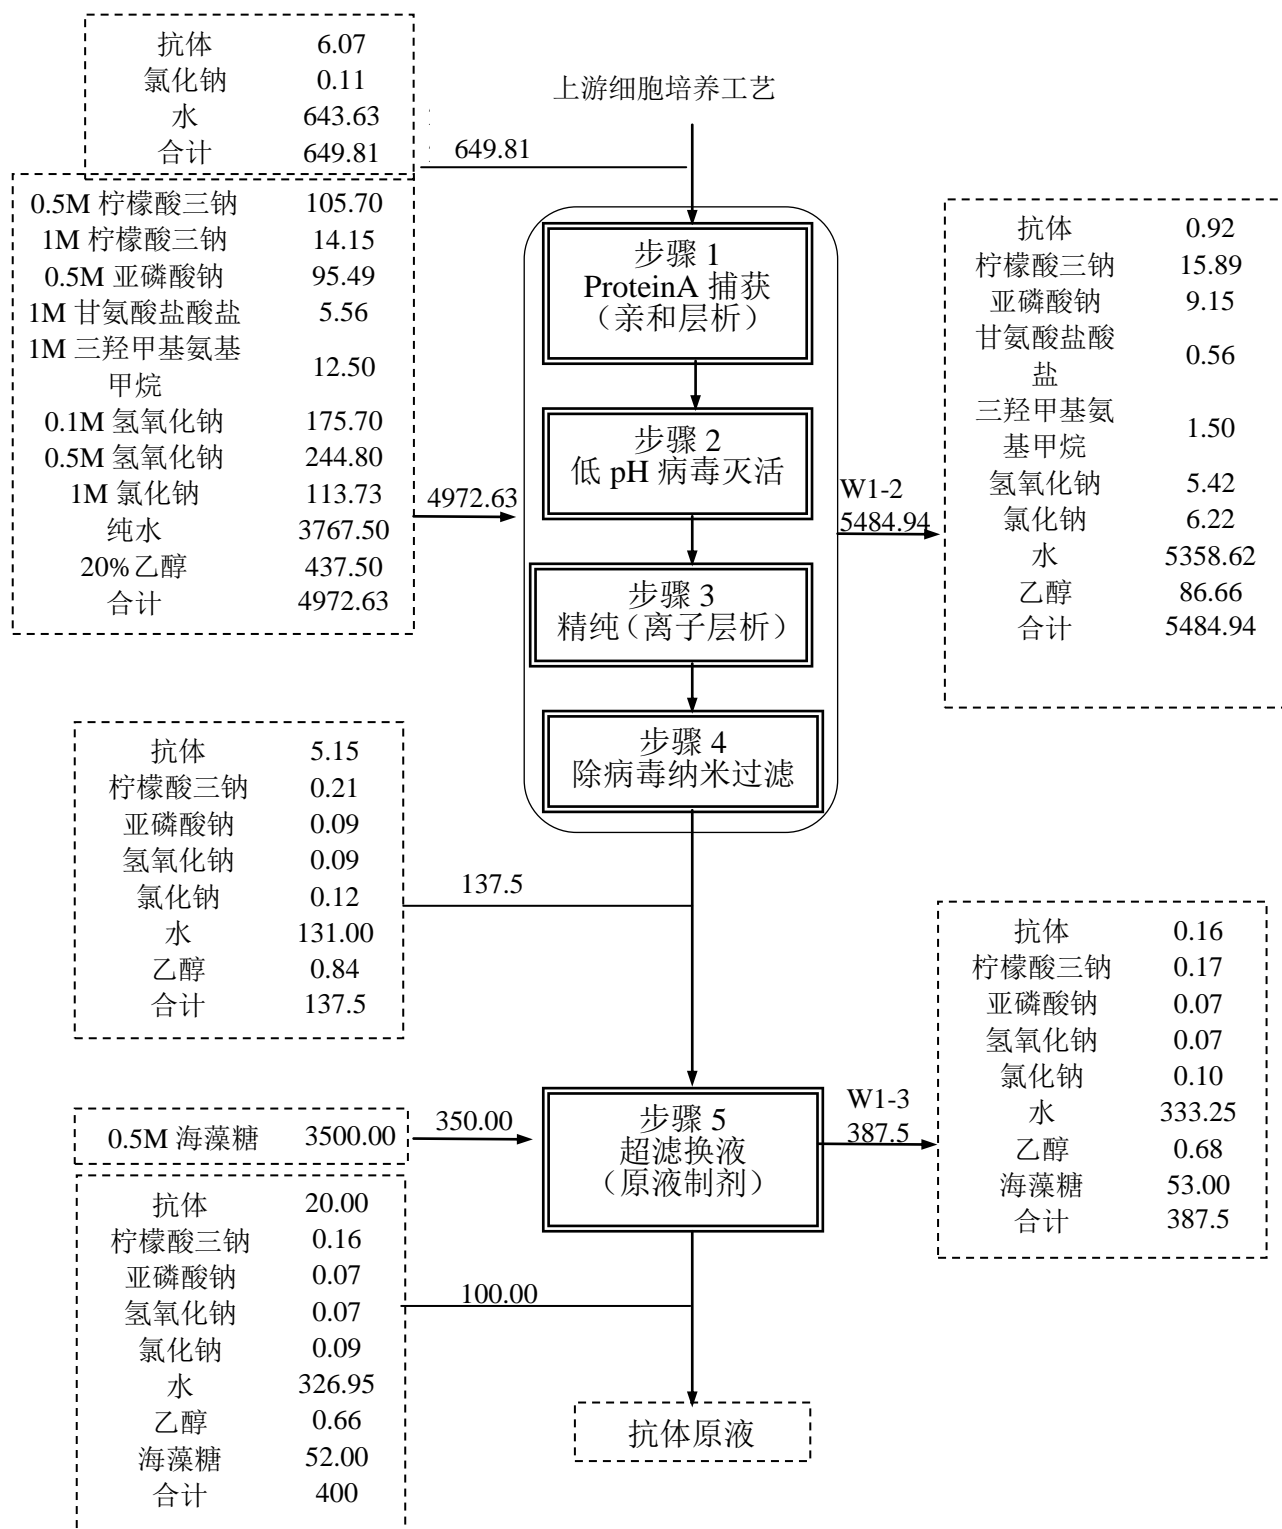 抗体 6.07
氯化钠 0.11
水 643.63
合计 649.81
上游细胞培养工艺
649.81
0.5M 柠檬酸三钠 105.70
1M 柠檬酸三钠 14.15
0.5M 亚磷酸钠 95.49
1M 甘氨酸盐酸盐 5.56
1M 三羟甲基氨基
甲烷 12.50
0.1M 氢氧化钠 175.70
0.5M 氢氧化钠 244.80
1M 氯化钠 113.73
纯水 3767.50
20%乙醇 437.50
合计 4972.63
4972.63
步骤 1
ProteinA 捕获
（亲和层析）
步骤 2
低 pH 病毒灭活
步骤 3
精纯（离子层析）
步骤 4
除病毒纳米过滤
W1-2
5484.94
抗体 0.92
柠檬酸三钠 15.89
亚磷酸钠 9.15
甘氨酸盐酸
盐 0.56
三羟甲基氨
基甲烷 1.50
氢氧化钠 5.42
氯化钠 6.22
水 5358.62
乙醇 86.66
合计 5484.94
抗体 5.15
柠檬酸三钠 0.21
亚磷酸钠 0.09
氢氧化钠 0.09
氯化钠 0.12
水 131.00
乙醇 0.84
合计 137.5
137.5
0.5M 海藻糖 3500.00
350.00
步骤 5
超滤换液
（原液制剂）
W1-3
387.5
抗体 0.16
柠檬酸三钠 0.17
亚磷酸钠 0.07
氢氧化钠 0.07
氯化钠 0.10
水 333.25
乙醇 0.68
海藻糖 53.00
合计 387.5
抗体 20.00
柠檬酸三钠 0.16
亚磷酸钠 0.07
氢氧化钠 0.07
氯化钠 0.09
水 326.95
乙醇 0.66
海藻糖 52.00
合计 400
100.00
抗体原液